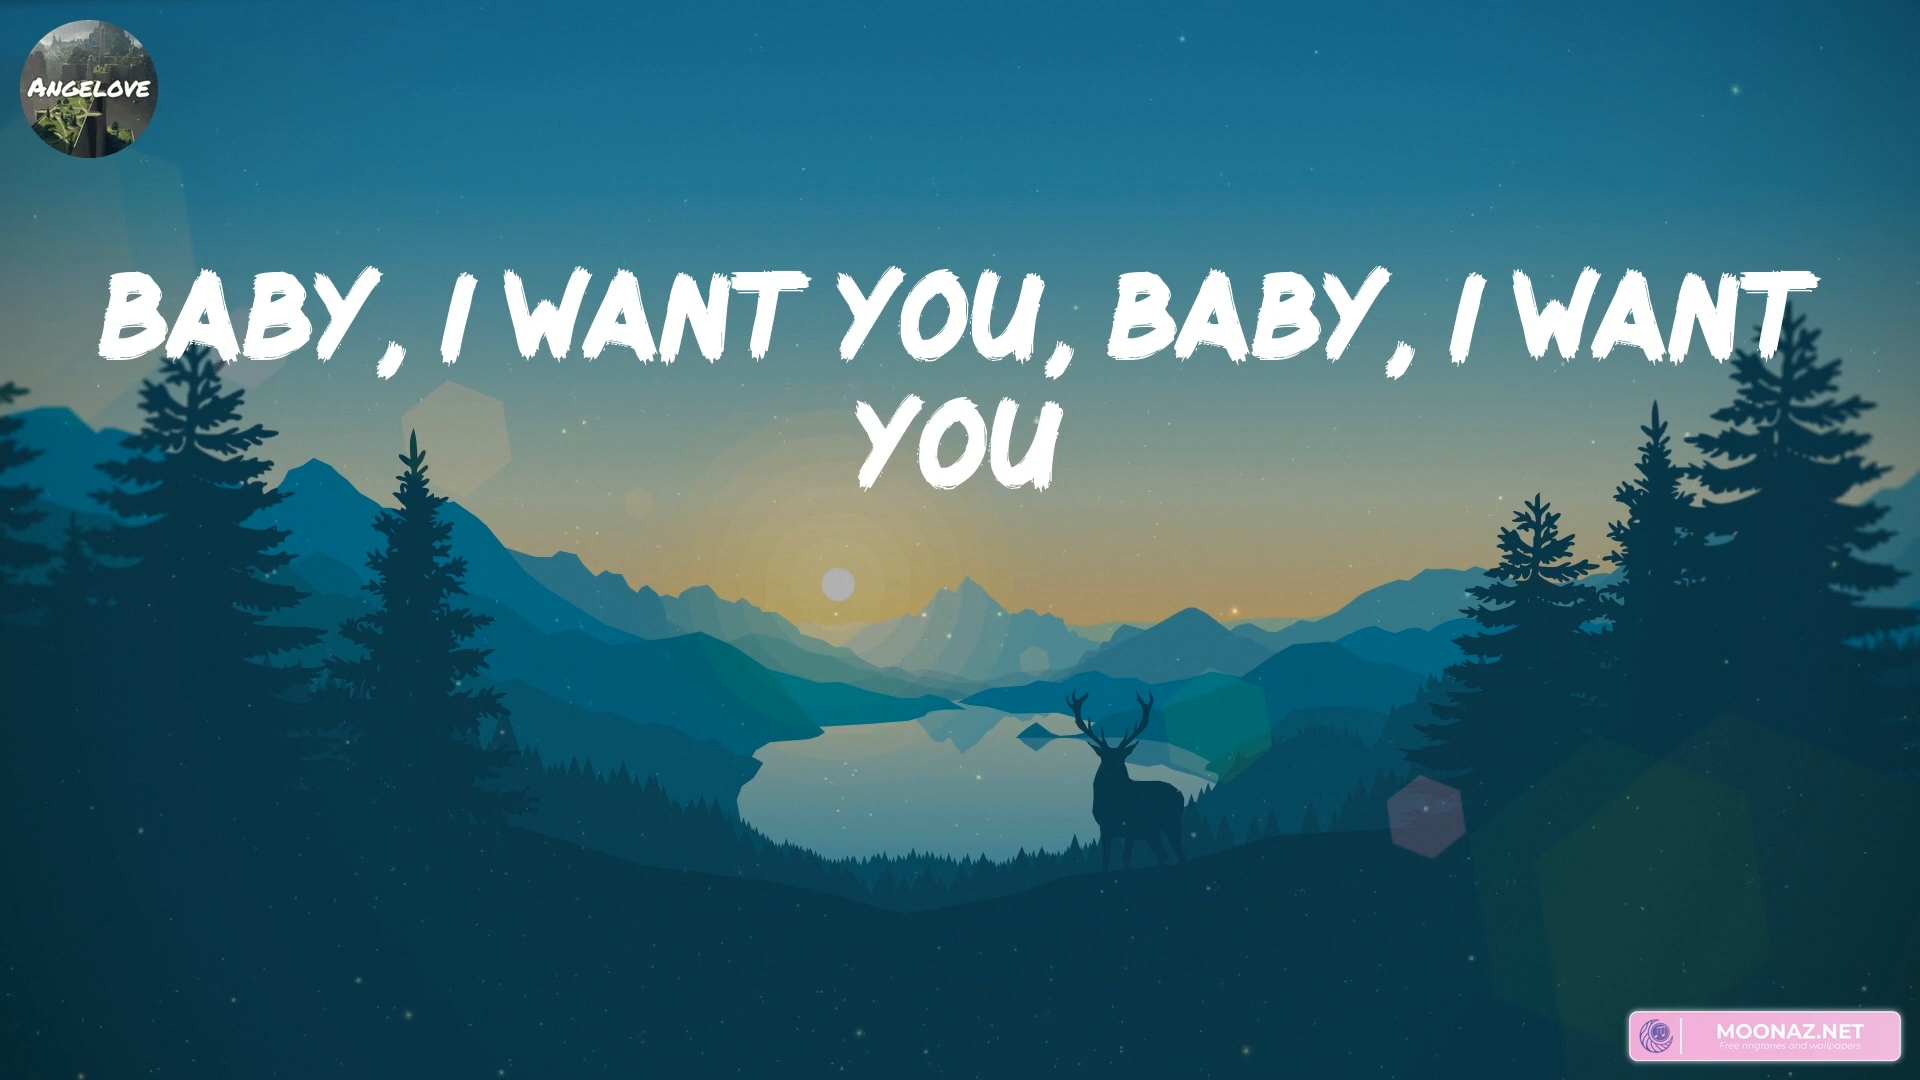 ANGELOVE
BABY, I WANT YOU, BABY, I WANT
YOU
MOONAZ.NET
Free ringtones and wallpapers